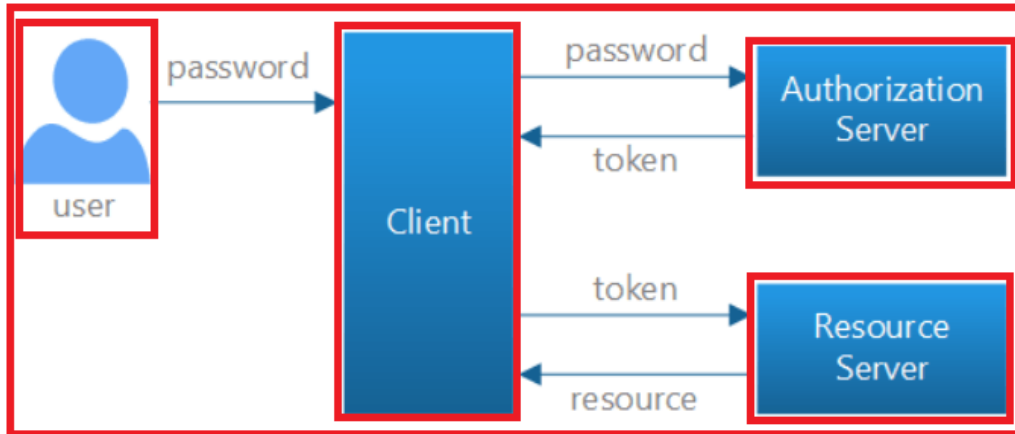 password
user
Client
password
token
Authorization
Server
token
resource
Resource
Server